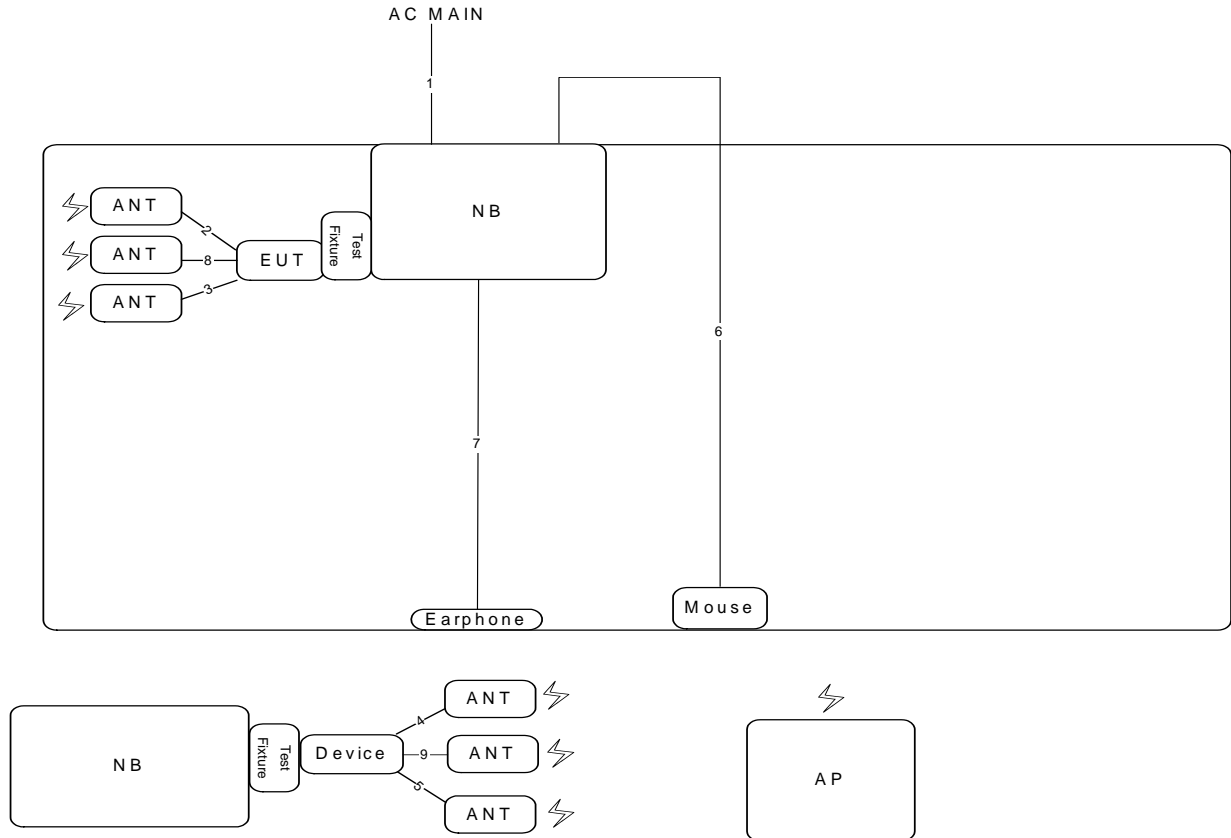 AC MAIN
1
ANT
2
NB
ANT
8
EUT
Test
Fixture
ANT
3
6
7
Earphone
Mouse
ANT
4
NB
Test
Fixture
Device
9
ANT
AP
5
ANT